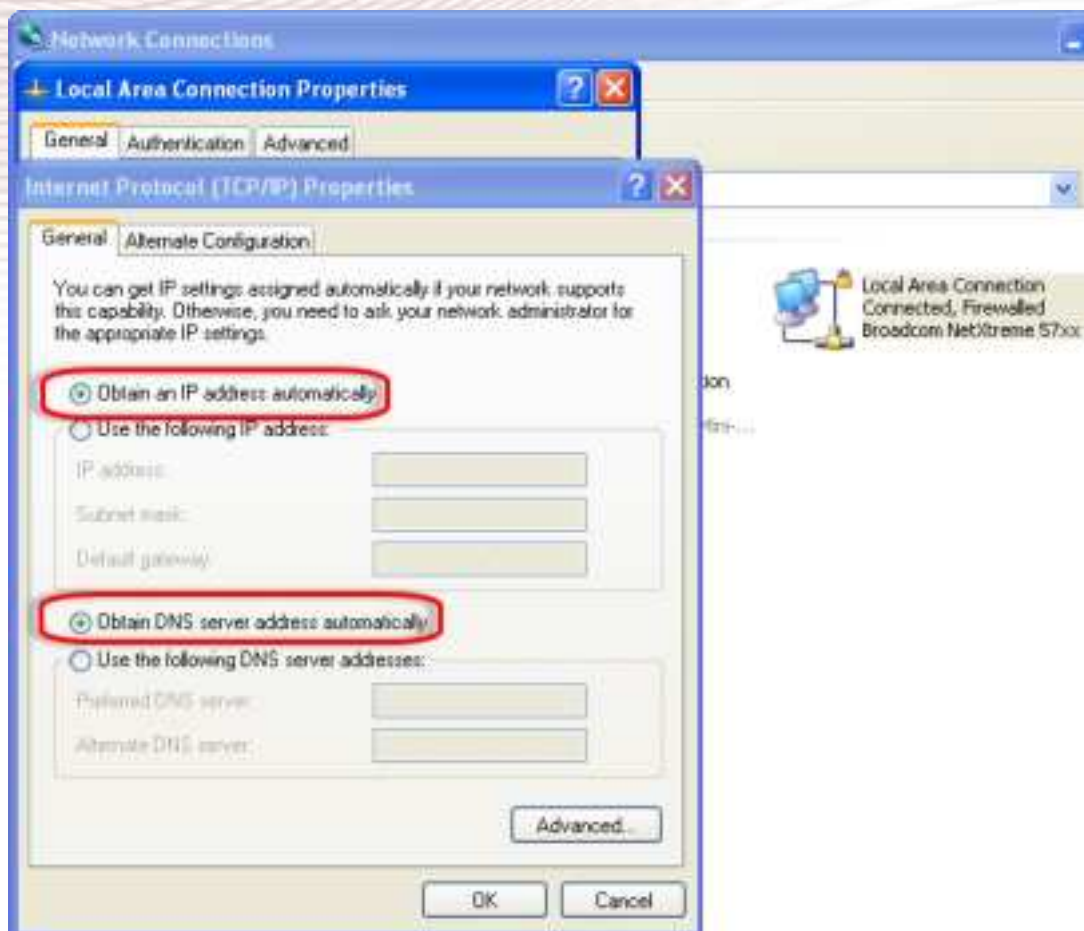 Network Connections
Local Area Connection Properties
General Authentication Advanced
Internet Protocol (TCP/IP) Properties
General Alternate Configuration
You can get IP settings assigned automatically if your network supports
this capability. Otherwise, you need to ask your network administrator for
the appropriate IP settings.
Obtain an IP address automatically
Use the following IP address:
IP address:
Subnet mask:
Default gateway:
Obtain DNS server address automatically
Use the following DNS server addresses:
Preferred DNS server:
Alternate DNS server:
Advanced...
OK Cancel
Local Area Connection
Connected, Firewalled
Broadcom NetXtreme 57xx